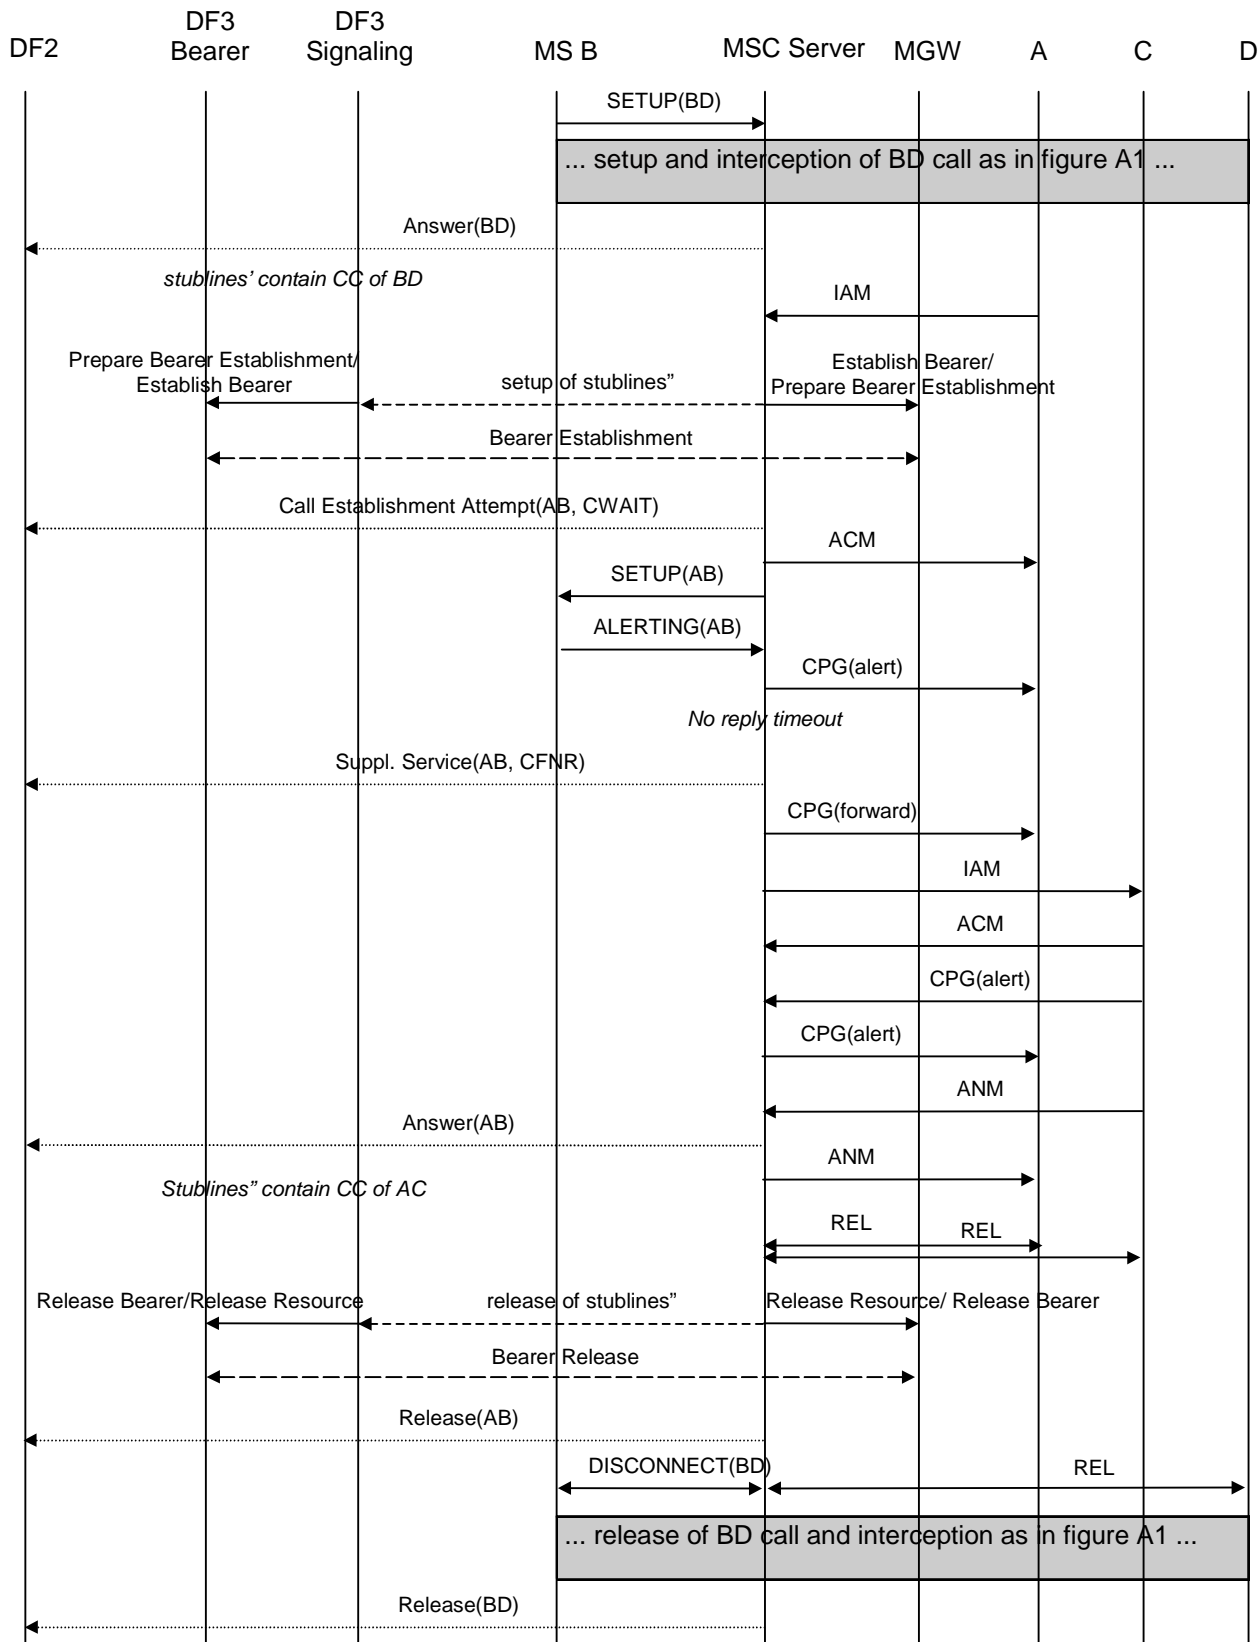 DF2
DF3
Bearer
DF3
Signaling
MS B
MSC Server
MGW
A
C
D
SETUP(BD)
... setup and interception of BD call as in figure A1 ...
Answer(BD)
stublines’ contain CC of BD
IAM
Prepare Bearer Establishment/
Establish Bearer
setup of stublines”
Establish Bearer/
Prepare Bearer Establishment
Bearer Establishment
Call Establishment Attempt(AB, CWAIT)
ACM
SETUP(AB)
ALERTING(AB)
CPG(alert)
No reply timeout
Suppl. Service(AB, CFNR)
CPG(forward)
IAM
ACM
CPG(alert)
CPG(alert)
ANM
Answer(AB)
ANM
Stublines” contain CC of AC
REL
REL
Release Bearer/Release Resource
release of stublines”
Release Resource/ Release Bearer
Bearer Release
Release(AB)
DISCONNECT(BD)
REL
... release of BD call and interception as in figure A1 ...
Release(BD)